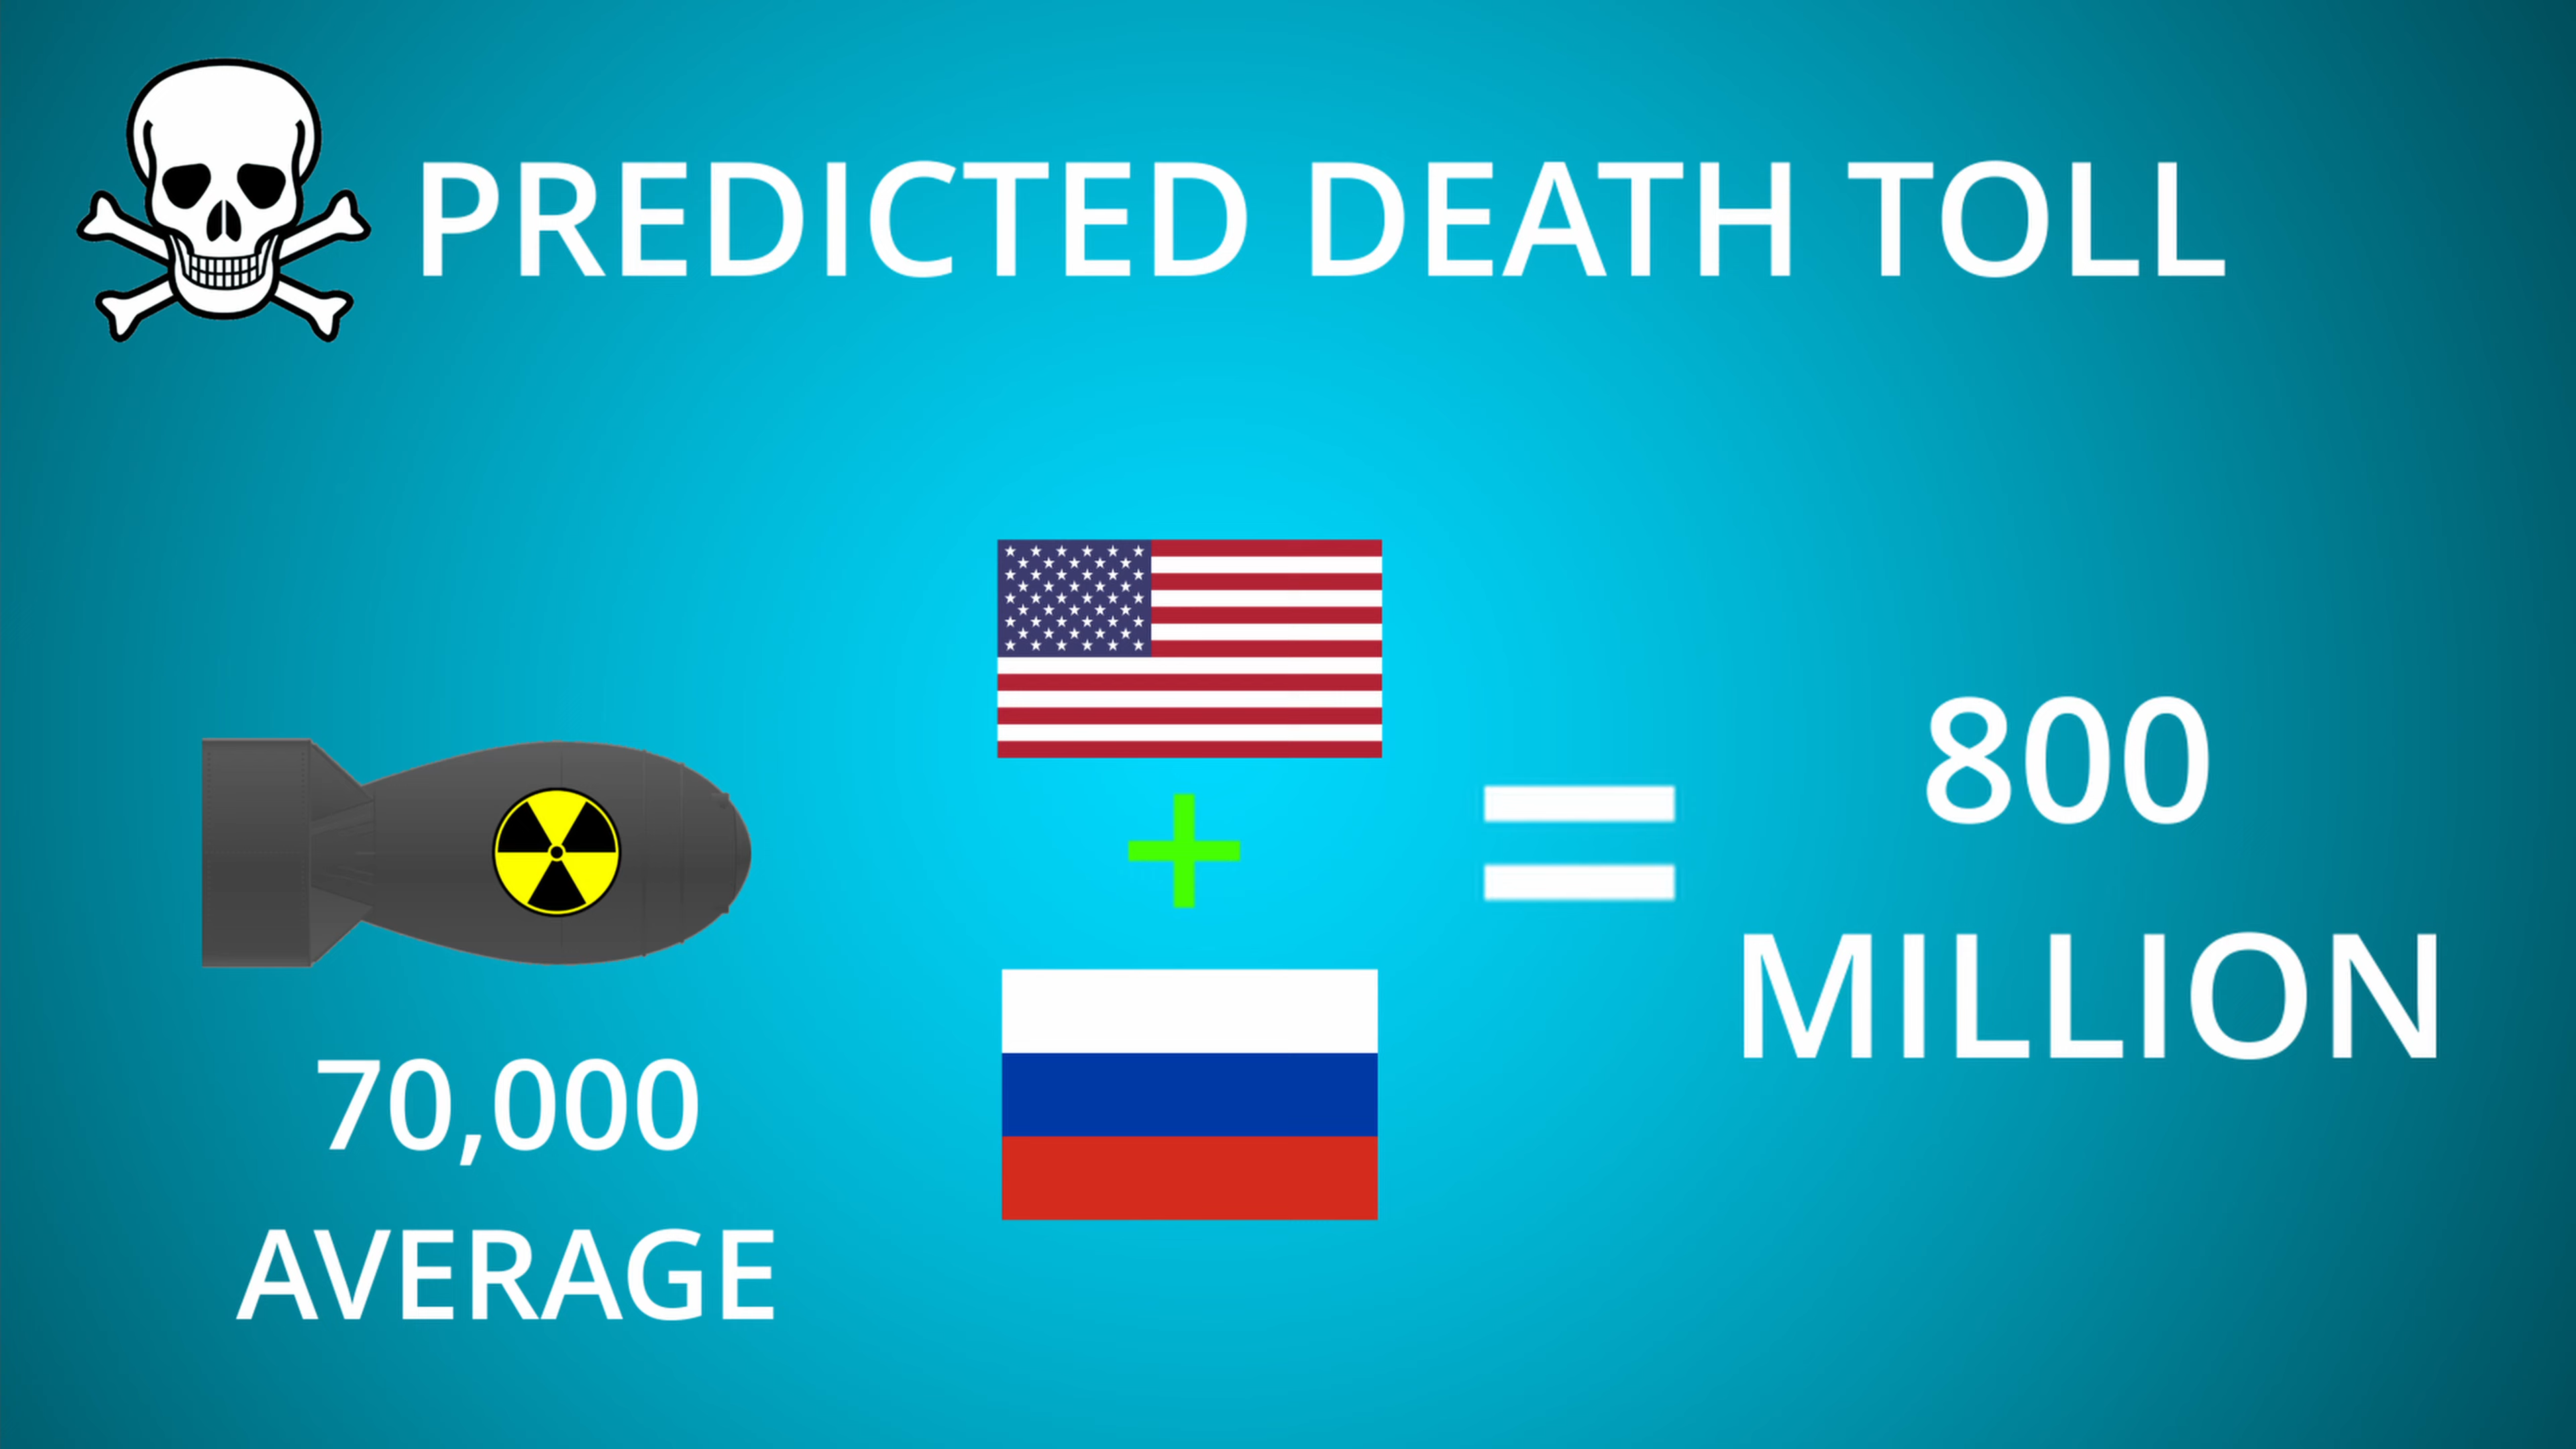 PREDICTED DEATH TOLL
70,000
AVERAGE
+
=
800
MILLION